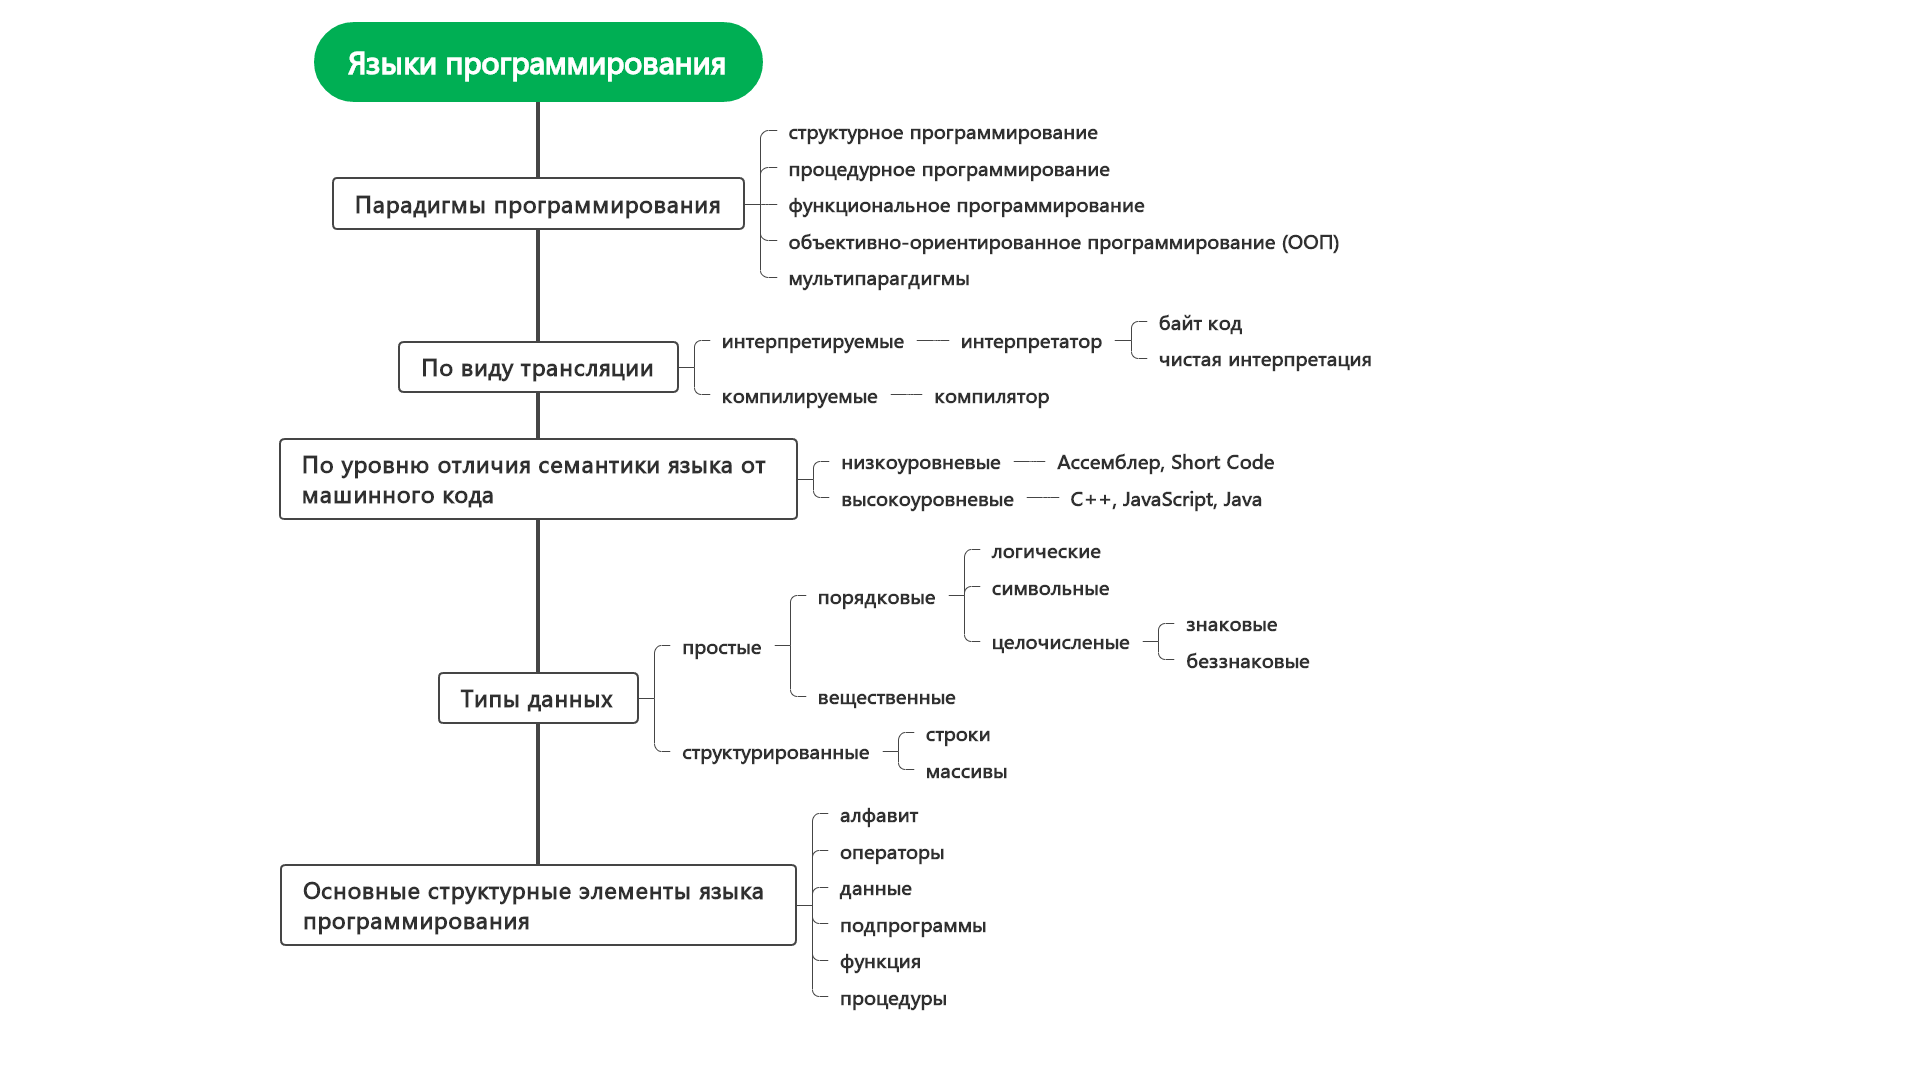 Языки программирования
Парадигмы программирования
структурное программирование
процедурное программирование
функциональное программирование
объективно-ориентированное программирование (ООП)
мультипарагдигмы
По виду трансляции
интерпретируемые
интерпретатор
байт код
чистая интерпретация
компилируемые
компилятор
По уровню отличия семантики языка от
машинного кода
низкоуровневые
Ассемблер, Short Code
высокоуровневые
C++, JavaScript, Java
Типы данных
простые
порядковые
логические
символьные
целочисленые
знаковые
беззнаковые
вещественные
структурированные
строки
массивы
Основные структурные элементы языка
программирования
алфавит
операторы
данные
подпрограммы
функция
процедуры